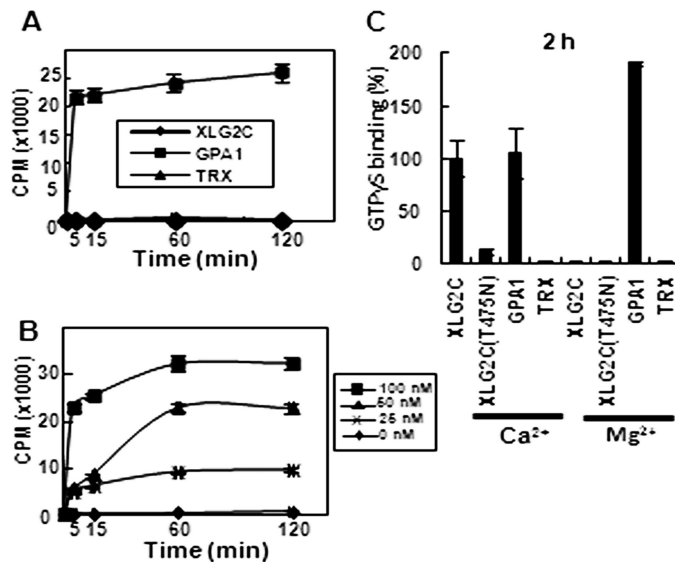 A
CPM (x1000)
25
20
15
10
5
0
XLG2C
GPA1
TRX
5 15 60 120
Time (min)
B
CPM (x1000)
30
20
10
0
5 15 60 120
Time (min)
100 nM
50 nM
25 nM
0 nM
C
2 h
GTPγS binding (%)
200
150
100
50
0
XLG2C
XLG2C(T475N)
GPA1
TRX
XLG2C
XLG2C(T475N)
GPA1
TRX
Ca²⁺
Mg²⁺